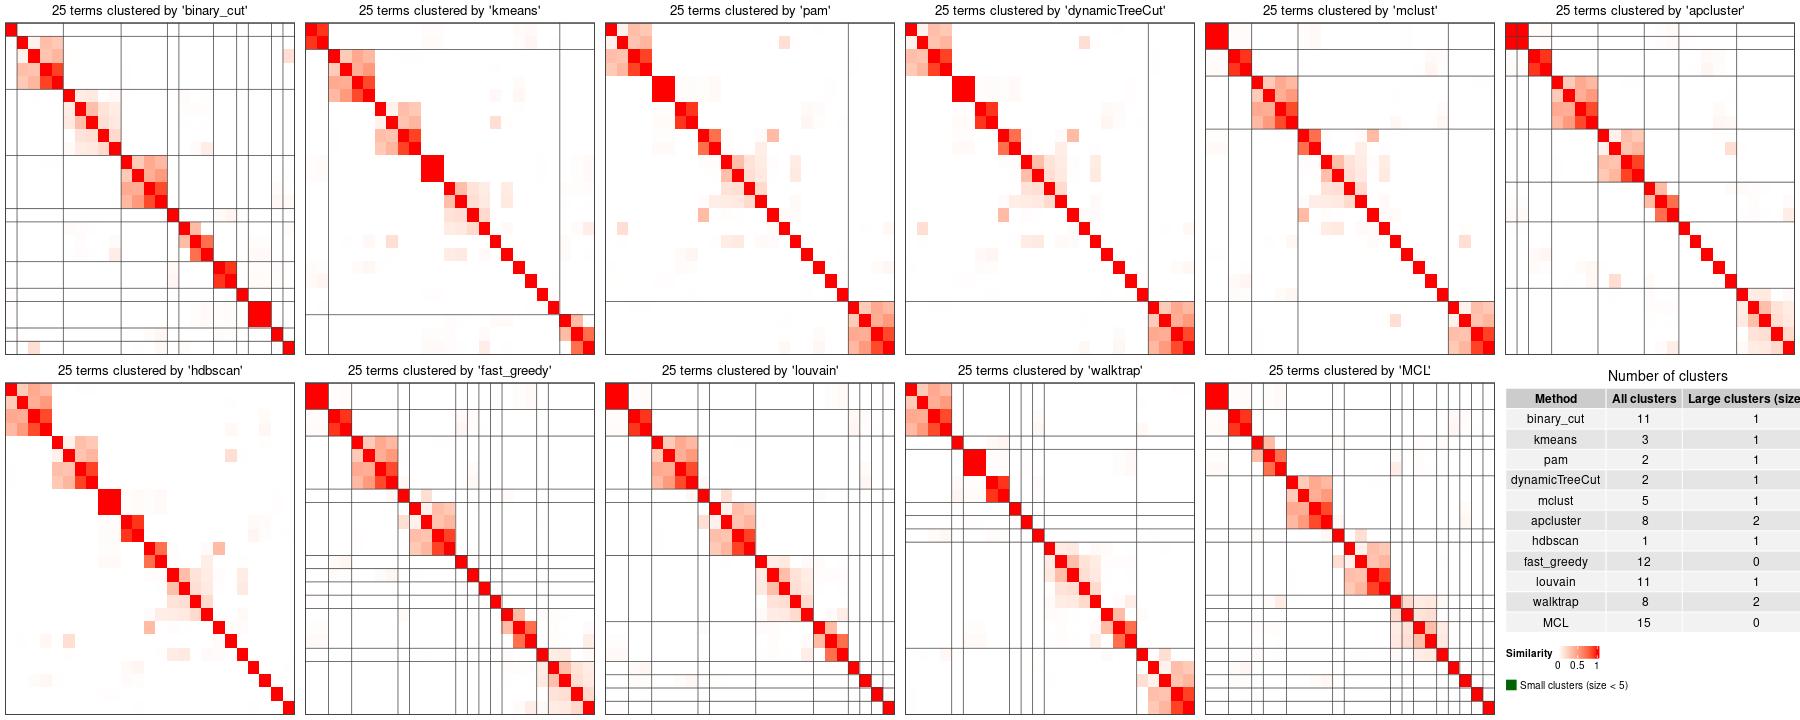 25 terms clustered by 'binary_cut'
25 terms clustered by 'kmeans'
25 terms clustered by 'pam'
25 terms clustered by 'dynamicTreeCut'
25 terms clustered by 'mclust'
25 terms clustered by 'apcluster'
25 terms clustered by 'hdbscan'
25 terms clustered by 'fast_greedy'
25 terms clustered by 'louvain'
25 terms clustered by 'walktrap'
25 terms clustered by 'MCL'
Number of clusters
Method All clusters Large clusters (size
binary_cut 11 1
kmeans 3 1
pam 2 1
dynamicTreeCut 2 1
mclust 5 1
apcluster 8 2
hdbscan 1 1
fast_greedy 12 0
louvain 11 1
walktrap 8 2
MCL 15 0
Similarity
0 0.5 1
Small clusters (size < 5)